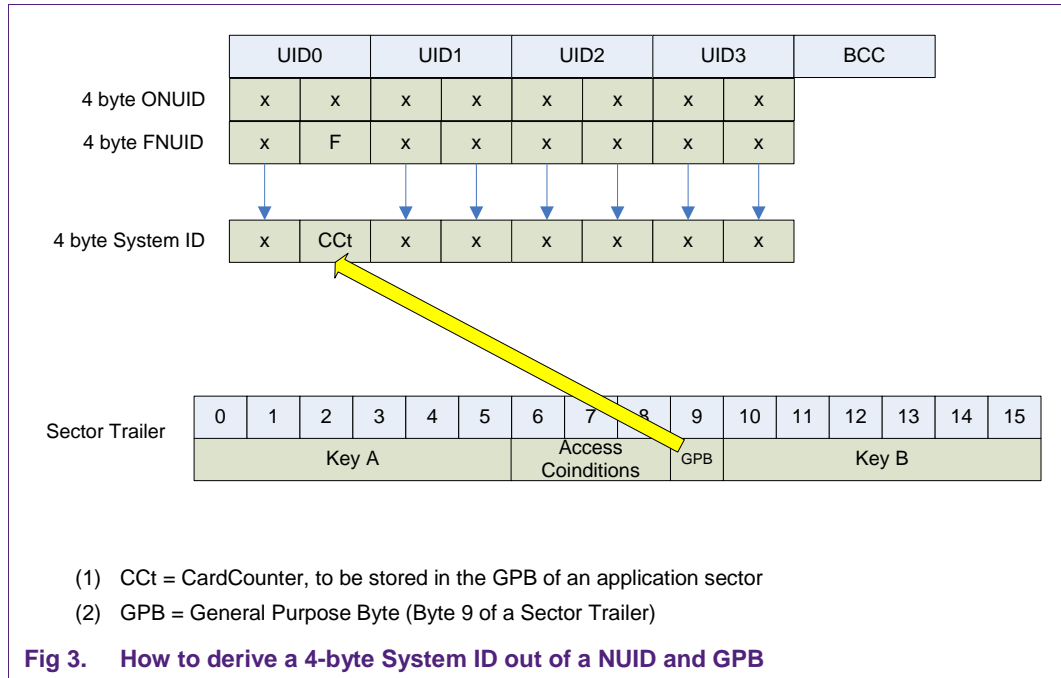 UID0 UID1 UID2 UID3 BCC
4 byte ONUID x x x x x x x x
4 byte FNUID x F x x x x x x
4 byte System ID x CCt x x x x x x
0 1 2 3 4 5 6 7 8 9 10 11 12 13 14 15
Sector Trailer
Key A Access Coinditions GPB Key B
(1) CCt = CardCounter, to be stored in the GPB of an application sector
(2) GPB = General Purpose Byte (Byte 9 of a Sector Trailer)
Fig 3. How to derive a 4-byte System ID out of a NUID and GPB